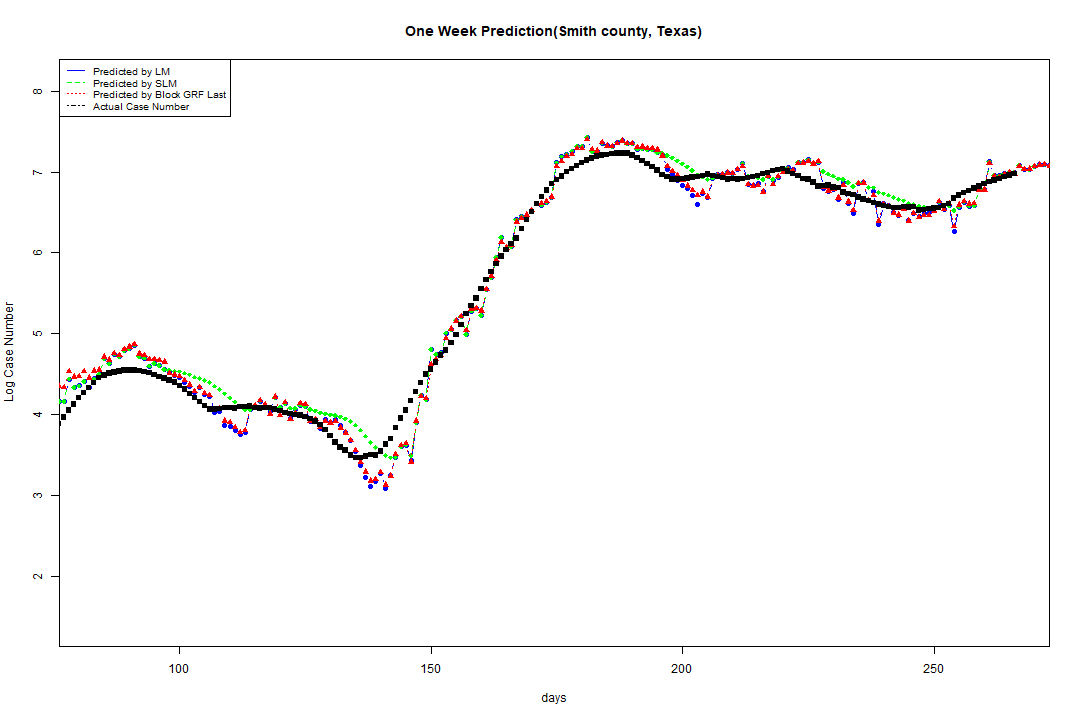 One Week Prediction(Smith county, Texas)
Predicted by LM
Predicted by SLM
Predicted by Block GRF Last
Actual Case Number
8
7
6
5
4
3
2
Log Case Number
100
150
200
250
days